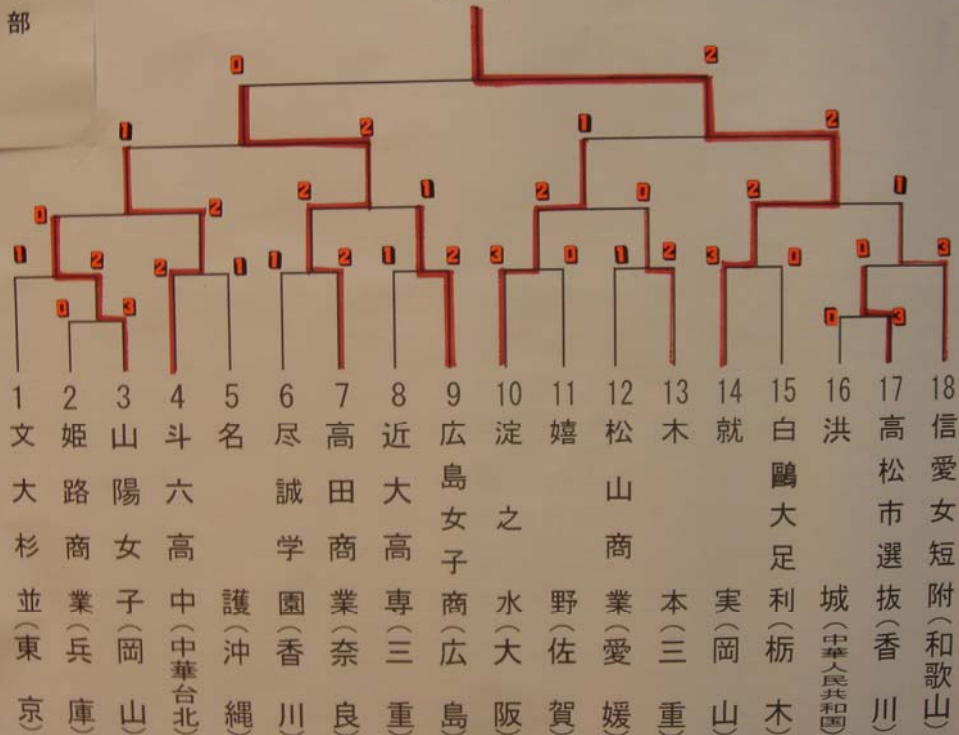 部
0 2
1 2 1 2
0 2 2 1 2 0 2 1
1 2 2 1 1 2 1 2 3 0 1 2 3 0 0 3
0 3 0 3
1 2 3 4 5 6 7 8 9 10 11 12 13 14 15 16 17 18
文大杉並(東京)
姫路商業(兵庫)
山陽女子(岡山)
斗六高中(中華台北)
名護(沖縄)
尽誠学園(香川)
高田商業(奈良)
近大高専(三重)
広島女子商(広島)
淀之水(大阪)
嬉野(佐賀)
松山商業(愛媛)
木本(三重)
就実(岡山)
白鷗大足利(栃木)
洪城(中華人民共和国)
高松市選抜(香川)
信愛女短附(和歌山)